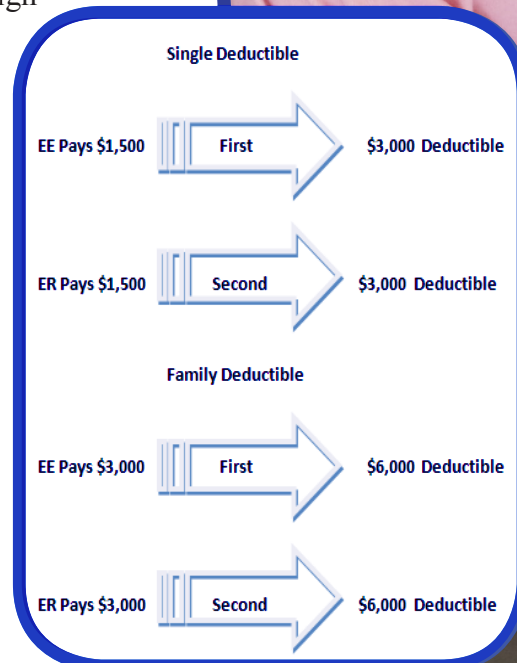 Single Deductible
EE Pays $1,500 First $3,000 Deductible
ER Pays $1,500 Second $3,000 Deductible
Family Deductible
EE Pays $3,000 First $6,000 Deductible
ER Pays $3,000 Second $6,000 Deductible